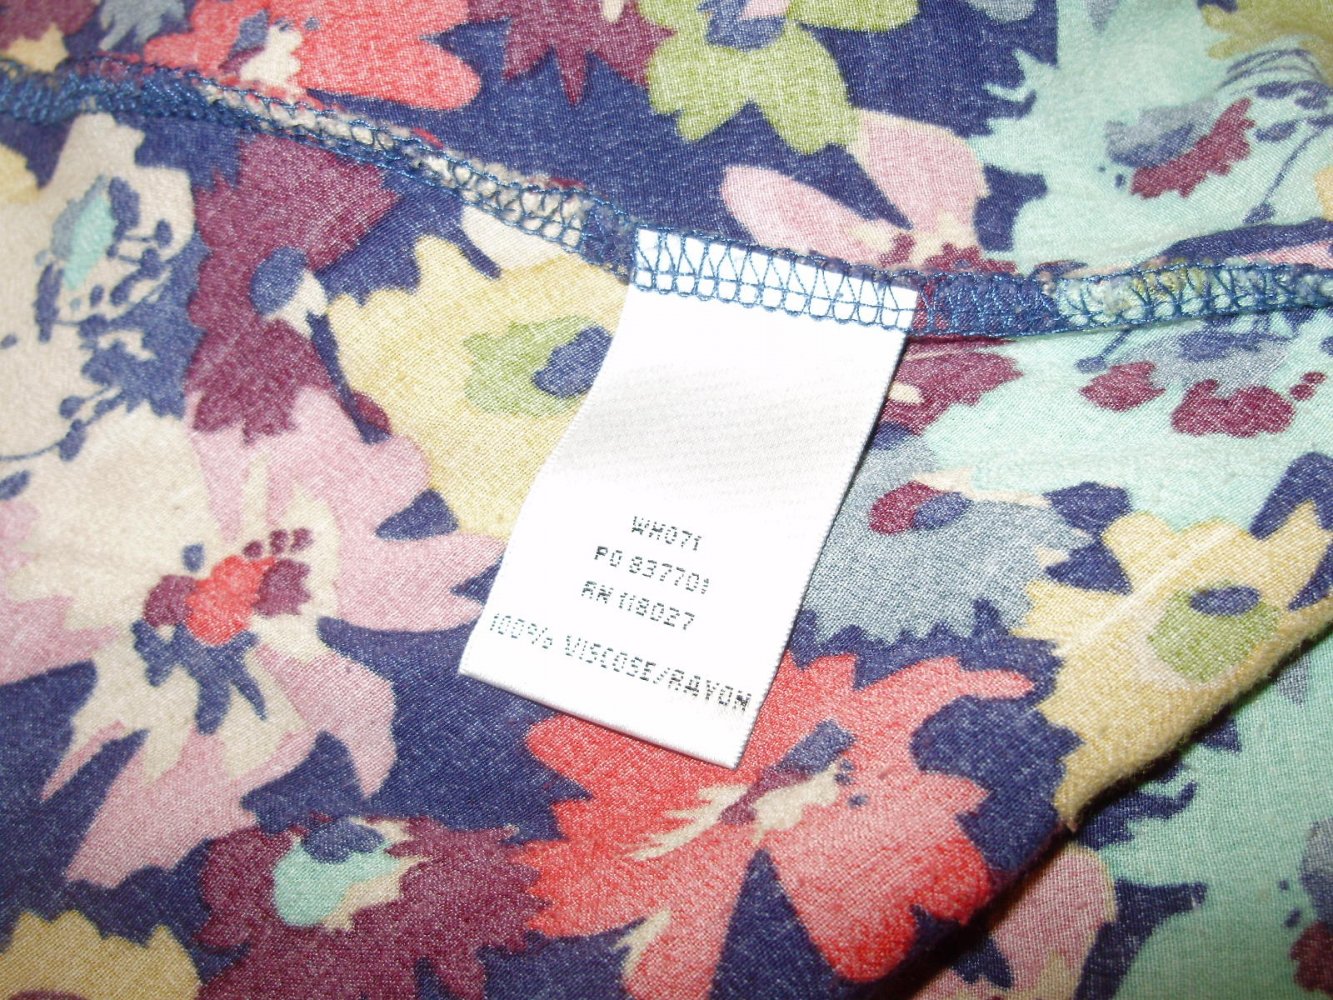 WH071
PO 837701
RN 118027
100% VISCOSE/RAYON